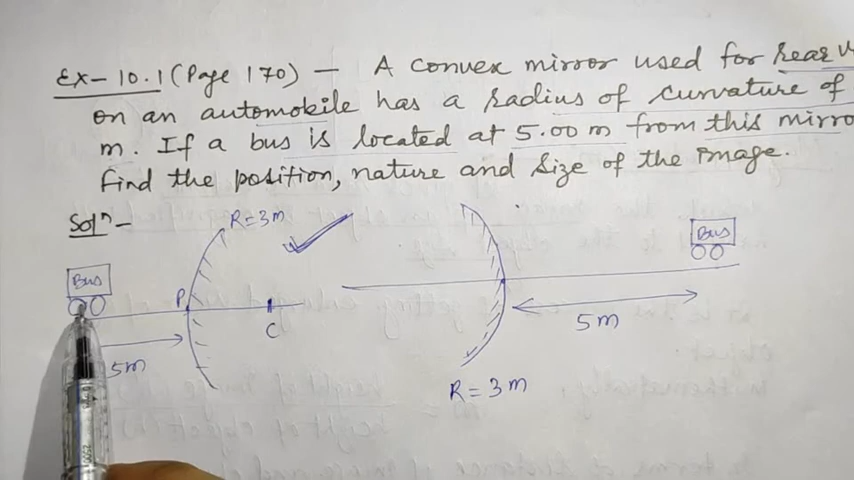 Ex-10.1 (Page 170) - A convex mirror used for rear
on an automobile has a radius of curvature of
m. If a bus is located at 5.00 m from this mirro
find the position, nature and size of the image.
Solⁿ-
R=3m
Bus
Bus
P
C
5m
5m
R=3m